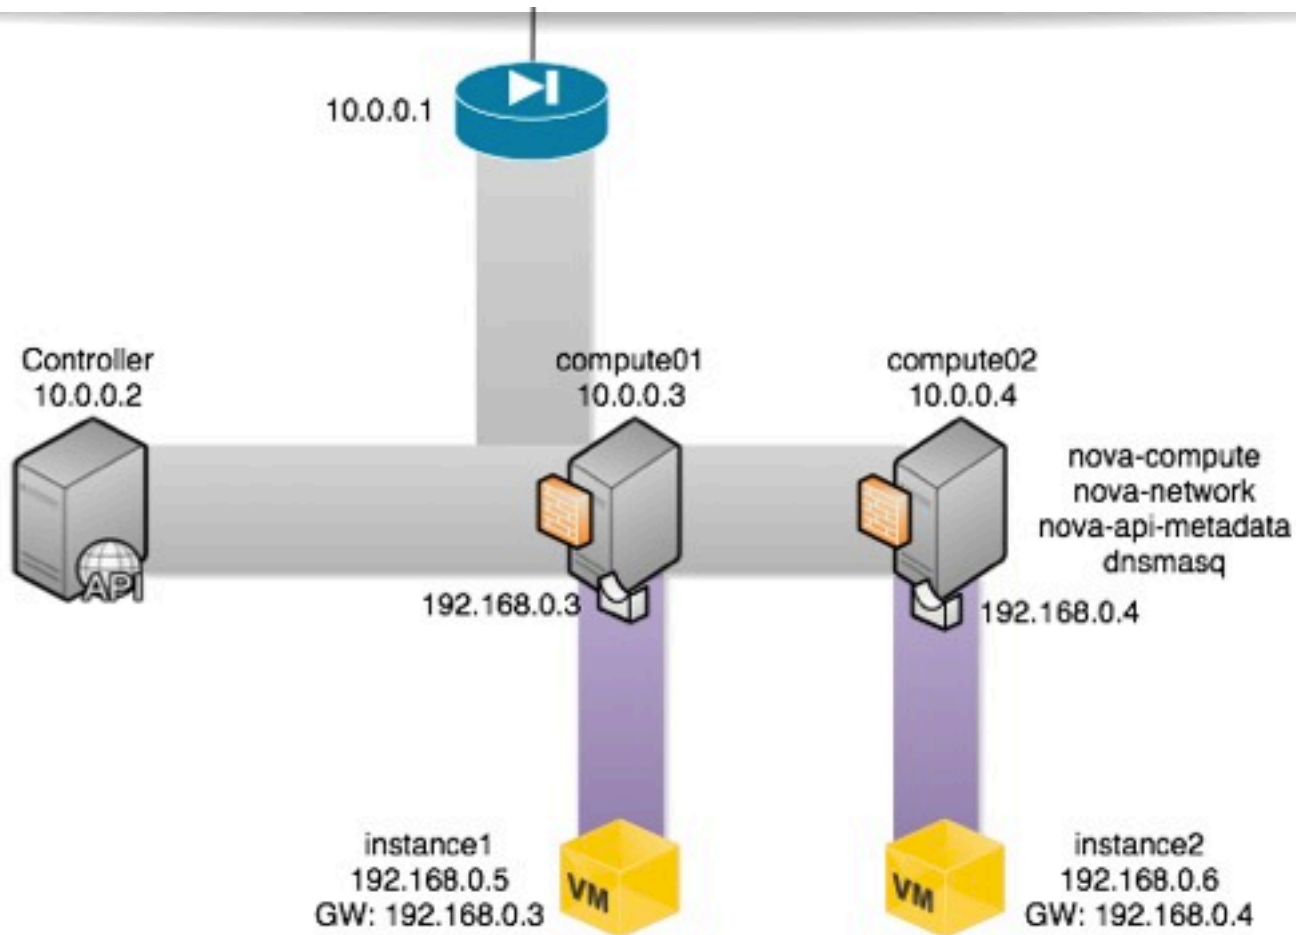 10.0.0.1
Controller
10.0.0.2
compute01
10.0.0.3
compute02
10.0.0.4
nova-compute
nova-network
nova-api-metadata
dnsmasq
API
192.168.0.3
192.168.0.4
instance1
192.168.0.5
GW: 192.168.0.3
VM
VM
instance2
192.168.0.6
GW: 192.168.0.4